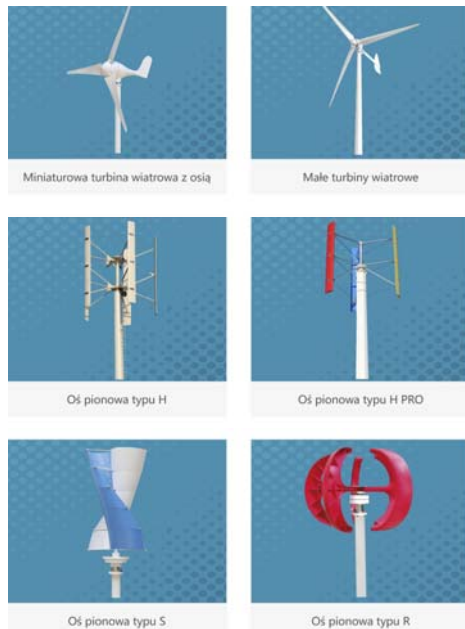 Miniaturowa turbina wiatrowa z osią
Małe turbiny wiatrowe
Oś pionowa typu H
Oś pionowa typu H PRO
Oś pionowa typu S
Oś pionowa typu R